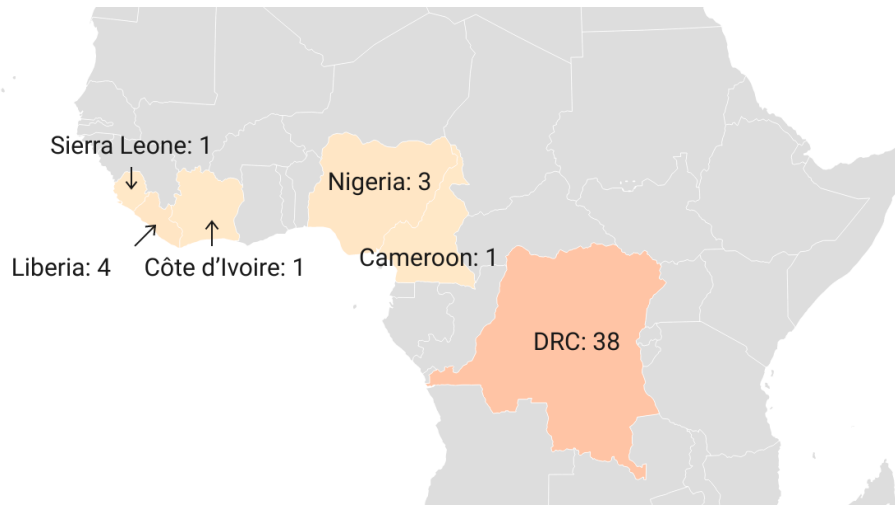 Sierra Leone: 1
Nigeria: 3
Liberia: 4
Côte d’Ivoire: 1
Cameroon: 1
DRC: 38